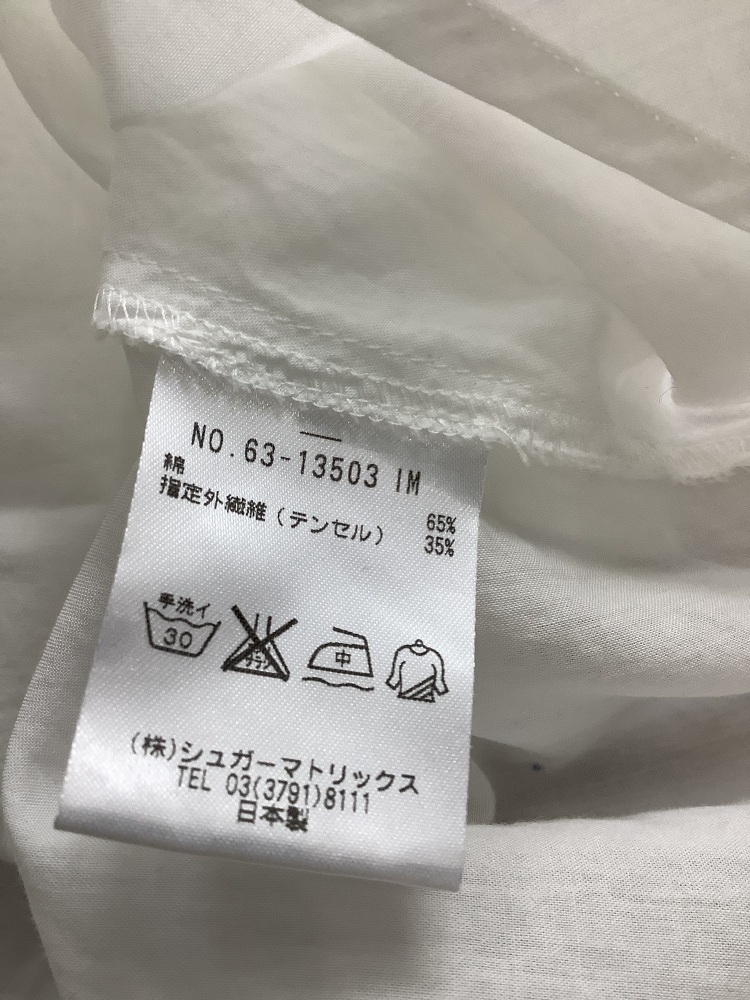 NO.63-13503 IM
綿 65%
指定外繊維(テンセル) 35%
手洗イ
30
中
(株)シュガーマトリックス
TEL 03(3791)8111
日本製